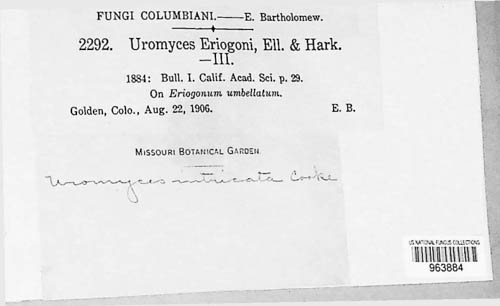 FUNGI COLUMBIANI.——E. Bartholomew.
2292. Uromyces Eriogoni, Ell. & Hark.
—III.
1884: Bull. I. Calif. Acad. Sci. p. 29.
On Eriogonum umbellatum.
Golden, Colo., Aug. 22, 1906. E. B.
MISSOURI BOTANICAL GARDEN
Uromyces intricata Cooke
US NATIONAL FUNGUS COLLECTIONS
963884